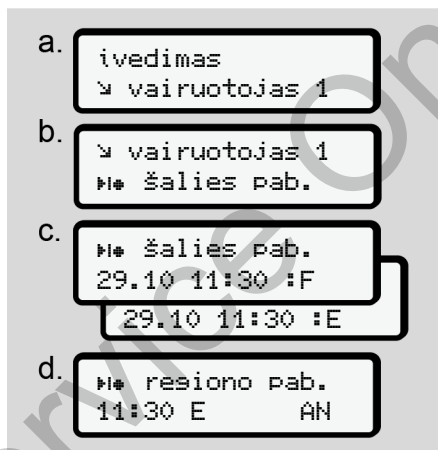 a.
ivedimas
vairuotojas 1
b.
vairuotojas 1
šalies pab.
c.
šalies pab.
29.10 11:30 :F
29.10 11:30 :E
d.
regiono pab.
11:30 E AN